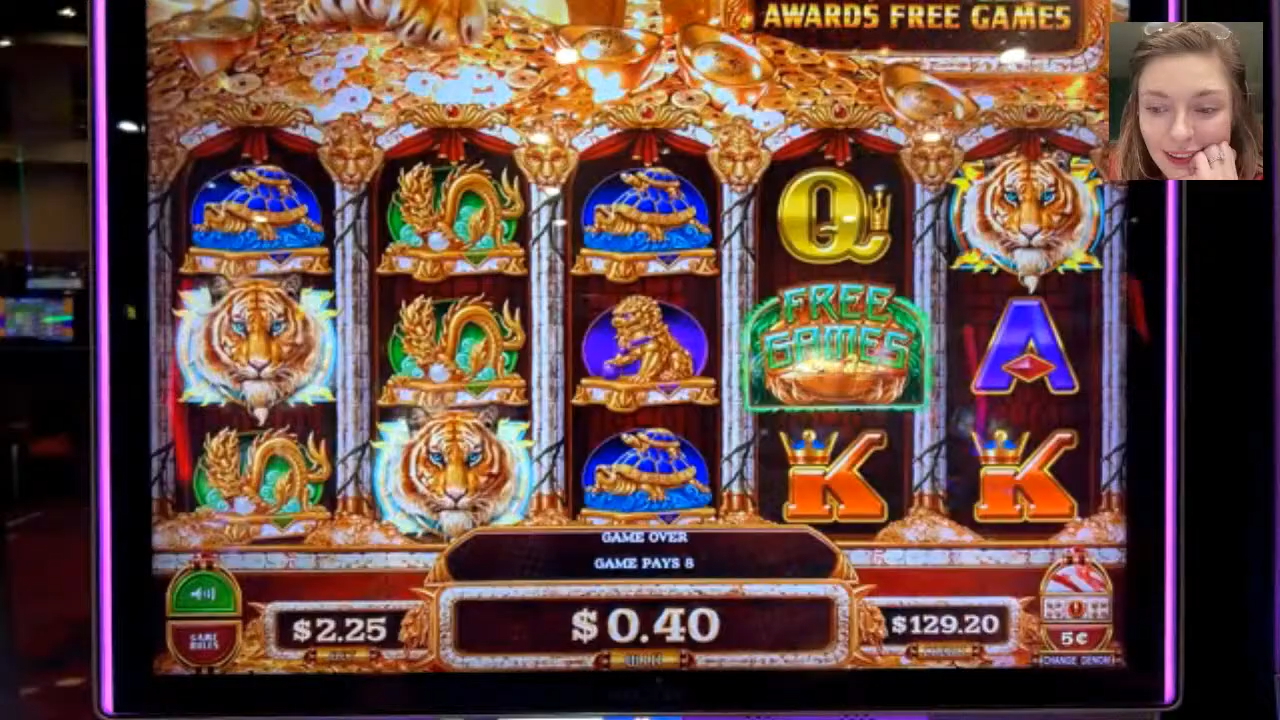 AWARDS FREE GAMES
Q
FREE
GAMES
A
K
K
GAME OVER
GAME PAYS 8
GAME
RULES
$2.25
$0.40
$129.20
5¢
CHANGE DENOM